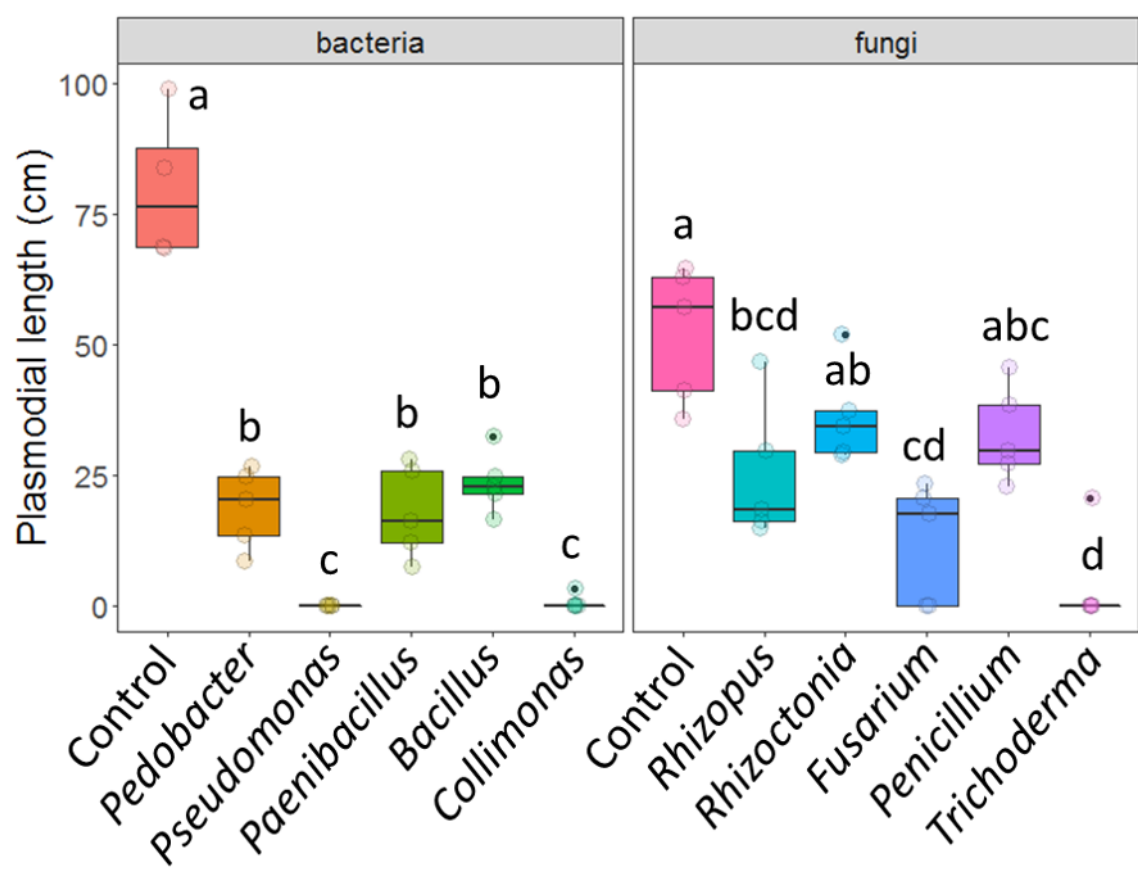 bacteria
fungi
Plasmodial length (cm)
100
75
50
25
0
a
b
c
b
b
c
a
bcd
ab
cd
abc
d
Control
Pedobacter
Pseudomonas
Paenibacillus
Bacillus
Collimonas
Control
Rhizopus
Rhizoctonia
Fusarium
Penicillium
Trichoderma